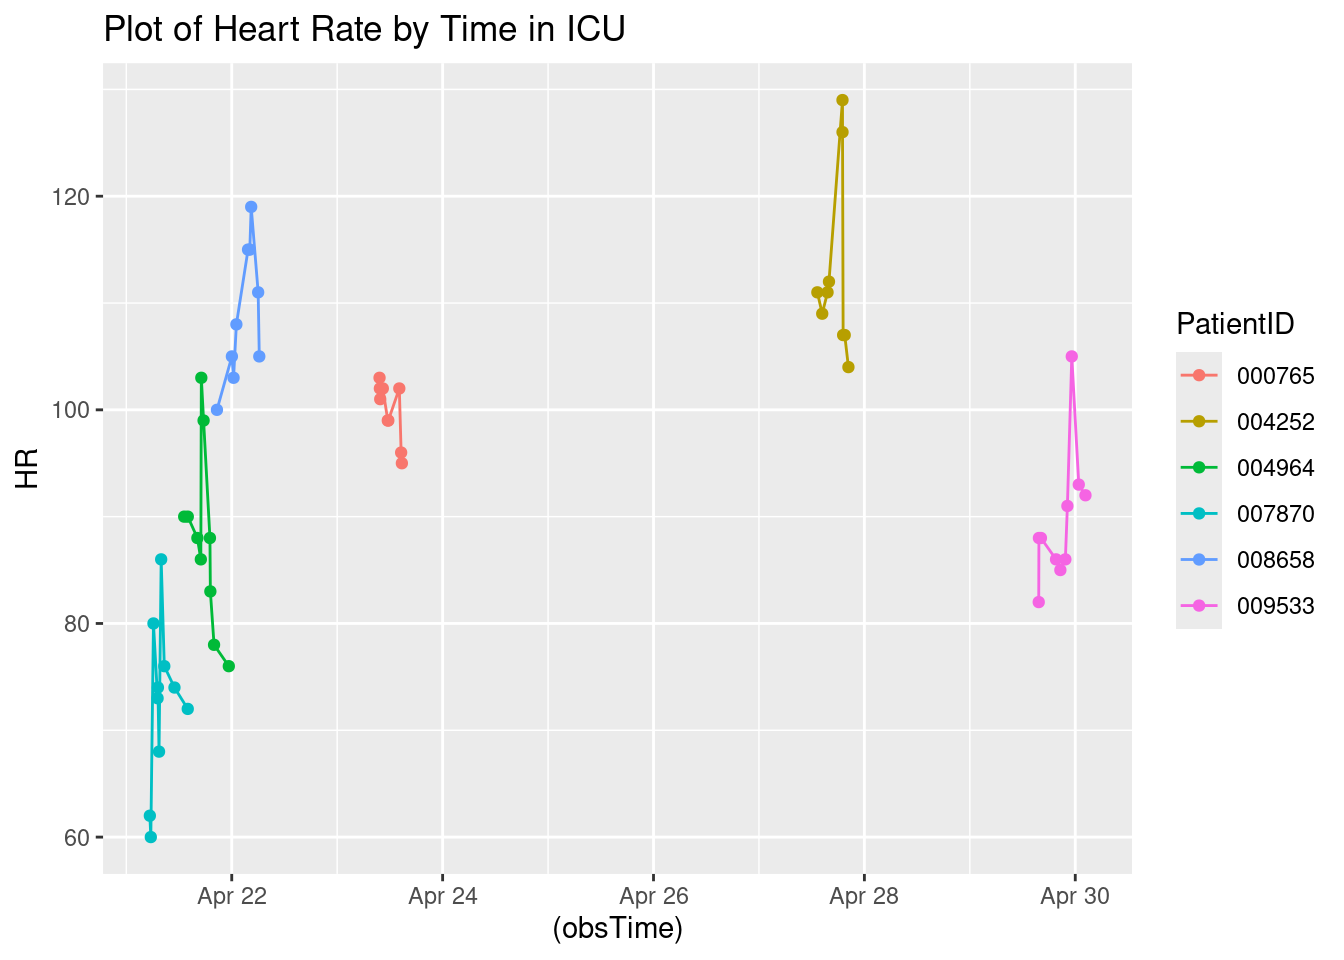 Plot of Heart Rate by Time in ICU
HR
120
100
80
60
Apr 22 Apr 24 Apr 26 Apr 28 Apr 30
(obsTime)
PatientID
000765
004252
004964
007870
008658
009533